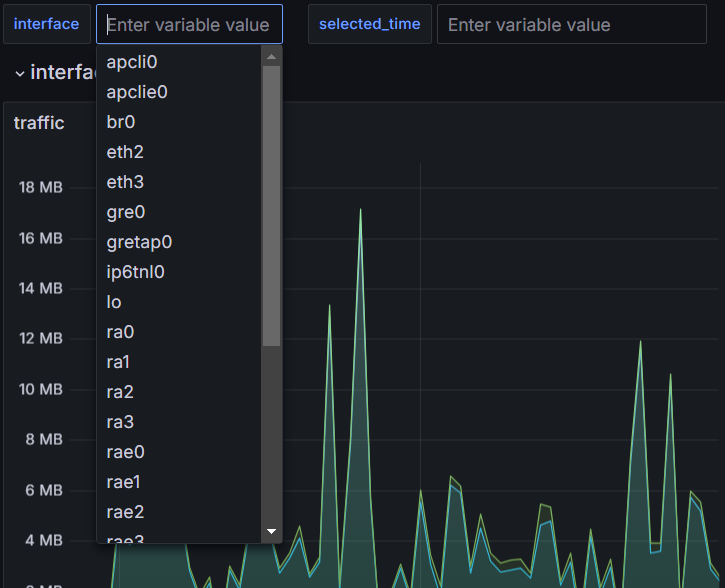 interface Enter variable value selected_time Enter variable value
apcli0
interfa
apclie0
traffic
br0
eth2
eth3
gre0
gretap0
ip6tnl0
lo
ra0
ra1
ra2
ra3
rae0
rae1
rae2
rae3
18 MB
16 MB
14 MB
12 MB
10 MB
8 MB
6 MB
4 MB